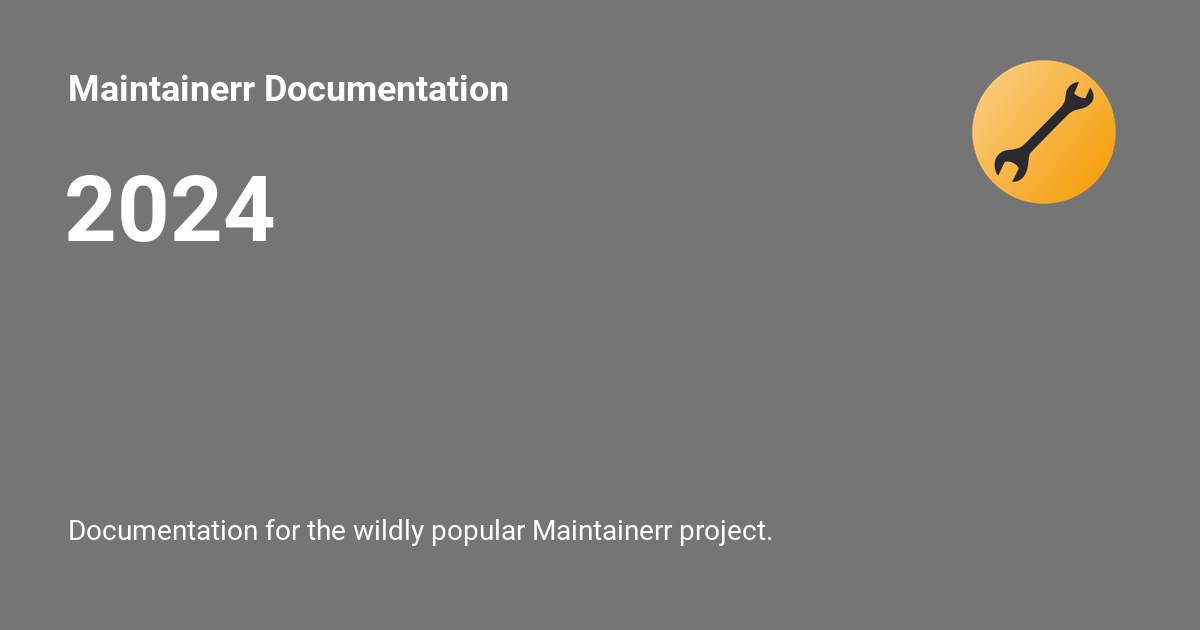 Maintainerr Documentation
2024
Documentation for the wildly popular Maintainerr project.